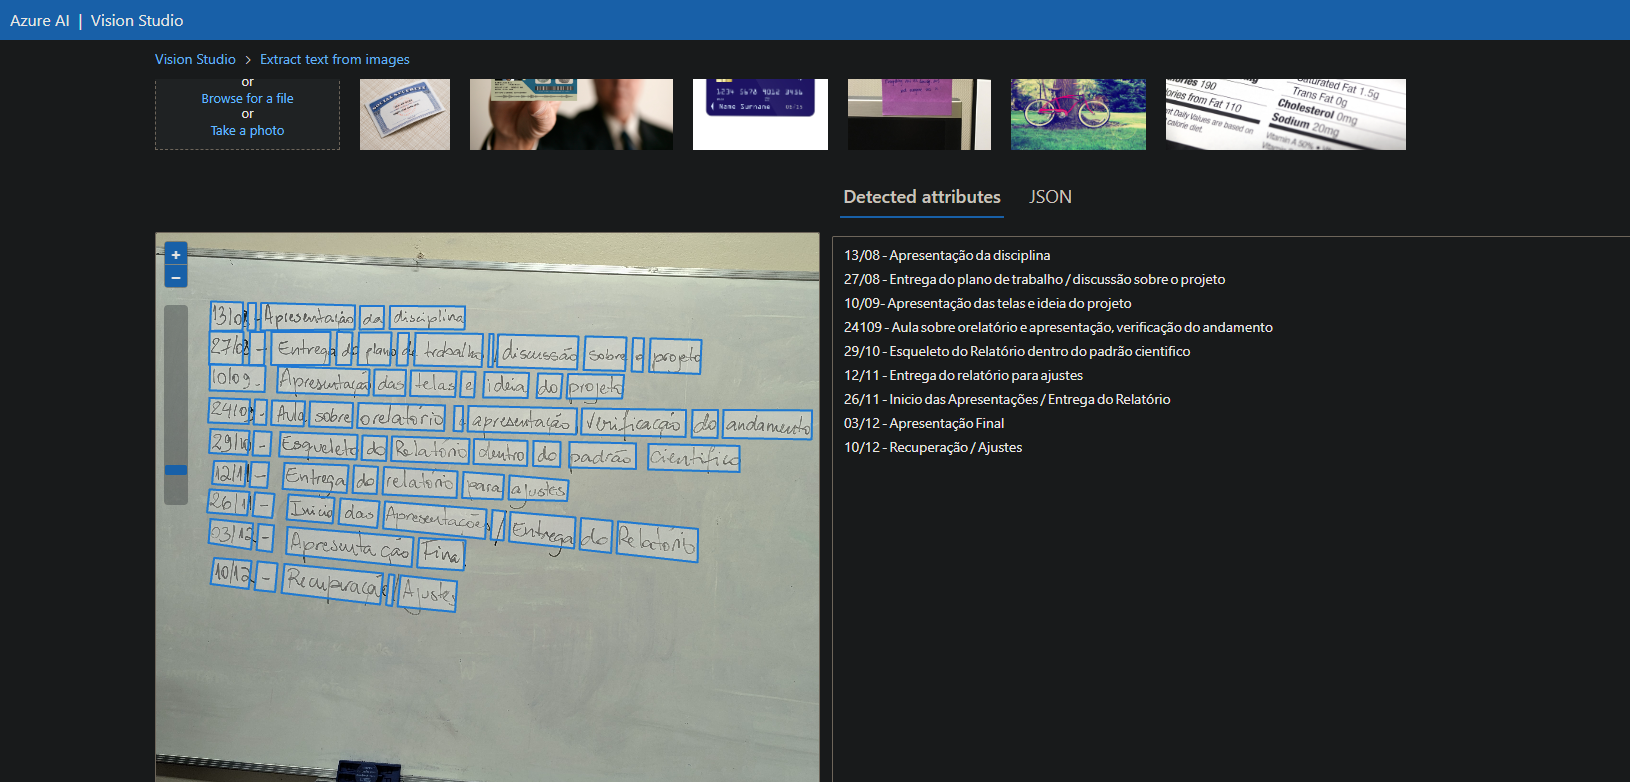 Azure AI | Vision Studio
Vision Studio > Extract text from images
or
Browse for a file
or
Take a photo
SOCIAL SECURITY
1234 5678 9012 3456
Name Surname
Calories 190
Calories from Fat 110
Daily Values are based on
calorie diet.
Saturated Fat 1.5g
Trans Fat 0g
Cholesterol 0mg
Sodium 20mg
Vitamin A 50%
Detected attributes
JSON
+
−
13/08 - Apresentação da disciplina
27/08 - Entrega do plano de trabalho / discussão sobre o projeto
10/09 - Apresentação das telas e ideia do projeto
24/09 - Aula sobre o relatório e apresentação, verificação do andamento
29/10 - Esqueleto do Relatório dentro do padrão cientifico
12/11 - Entrega do relatório para ajustes
26/11 - Inicio das Apresentações / Entrega do Relatório
03/12 - Apresentação Final
10/12 - Recuperação / Ajustes
13/08 - Apresentação da disciplina
27/08 - Entrega do plano de trabalho / discussão sobre o projeto
10/09- Apresentação das telas e ideia do projeto
24109 - Aula sobre orelatório e apresentação, verificação do andamento
29/10 - Esqueleto do Relatório dentro do padrão cientifico
12/11 - Entrega do relatório para ajustes
26/11 - Inicio das Apresentações / Entrega do Relatório
03/12 - Apresentação Final
10/12 - Recuperação / Ajustes